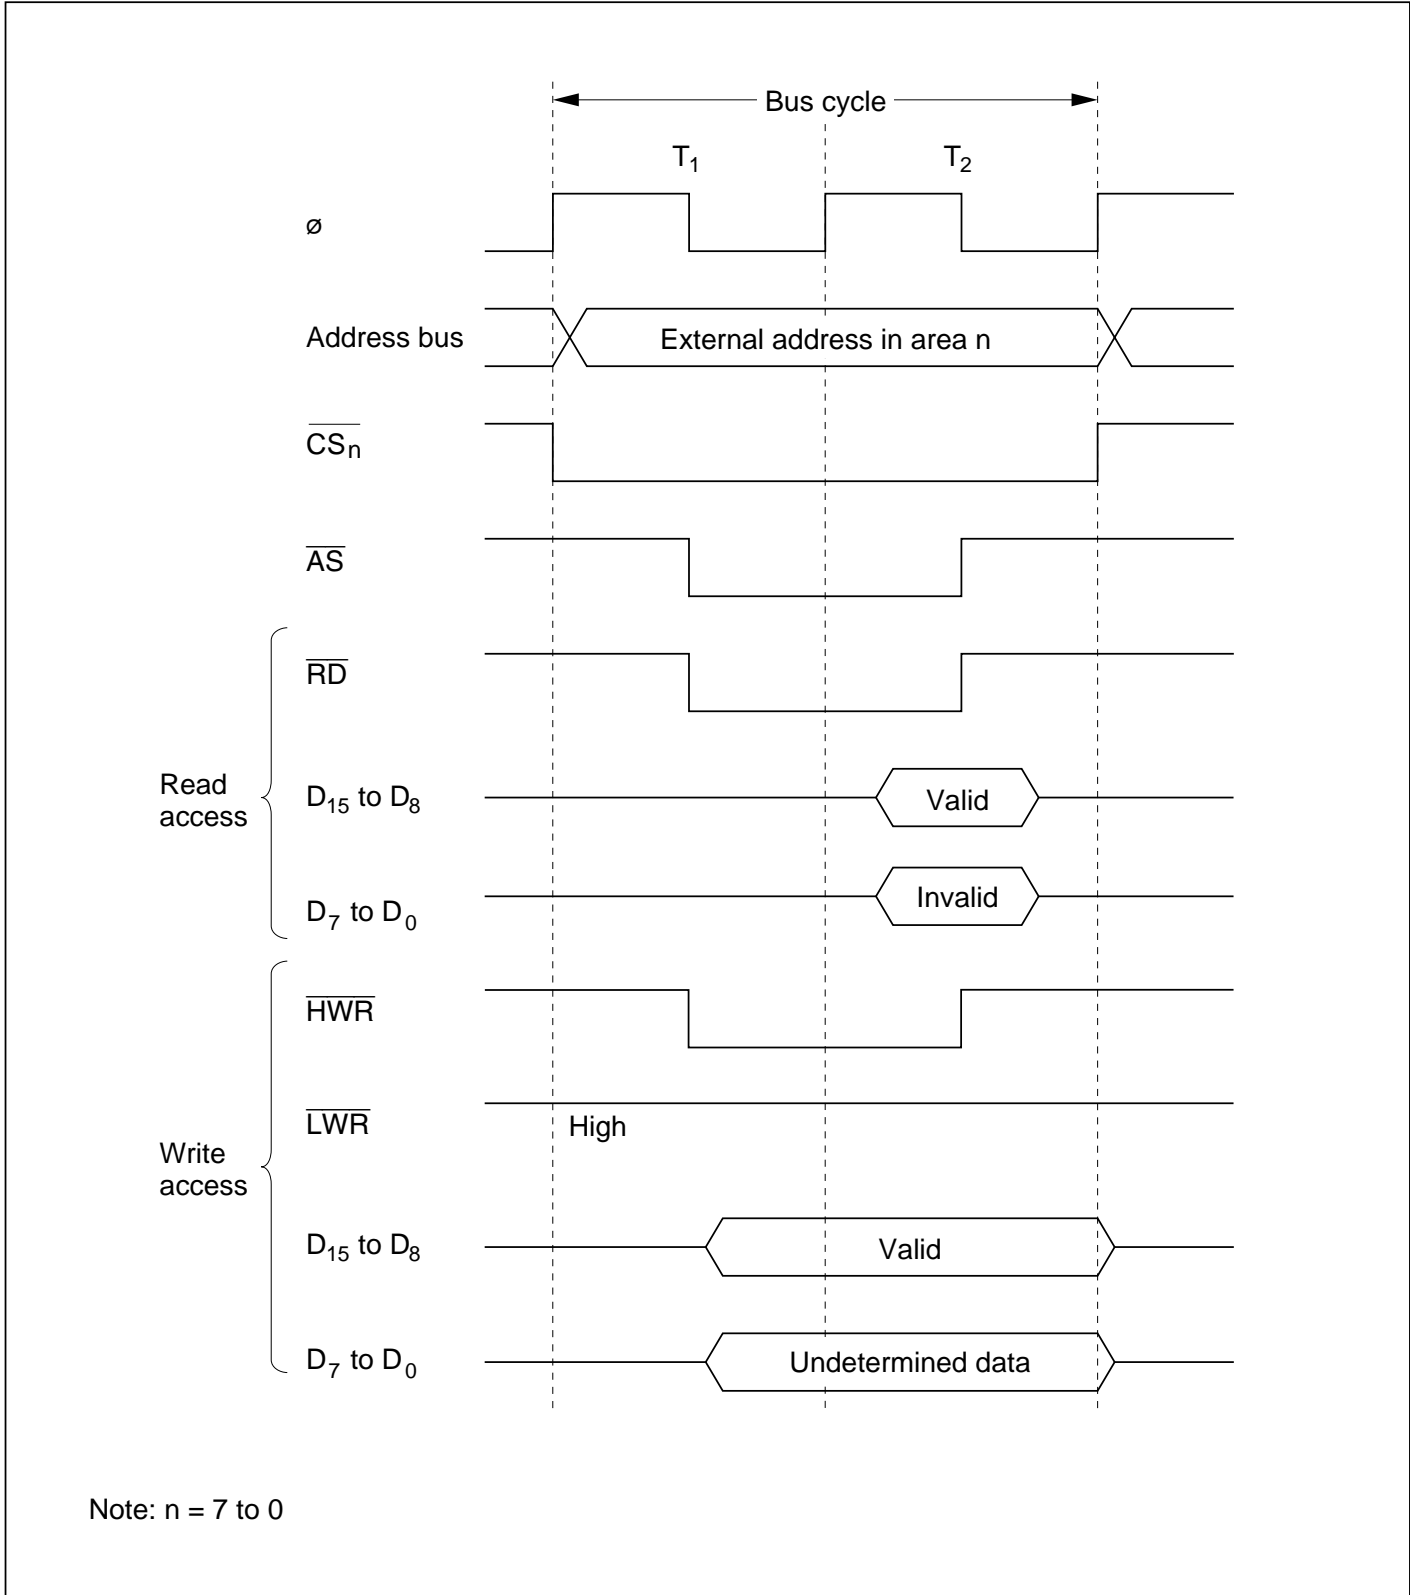 Bus cycle
T1 T2
ø
Address bus External address in area n
CSn
AS
RD
Read
access
D15 to D8 Valid
D7 to D0 Invalid
HWR
LWR High
Write
access
D15 to D8 Valid
D7 to D0 Undetermined data
Note: n = 7 to 0